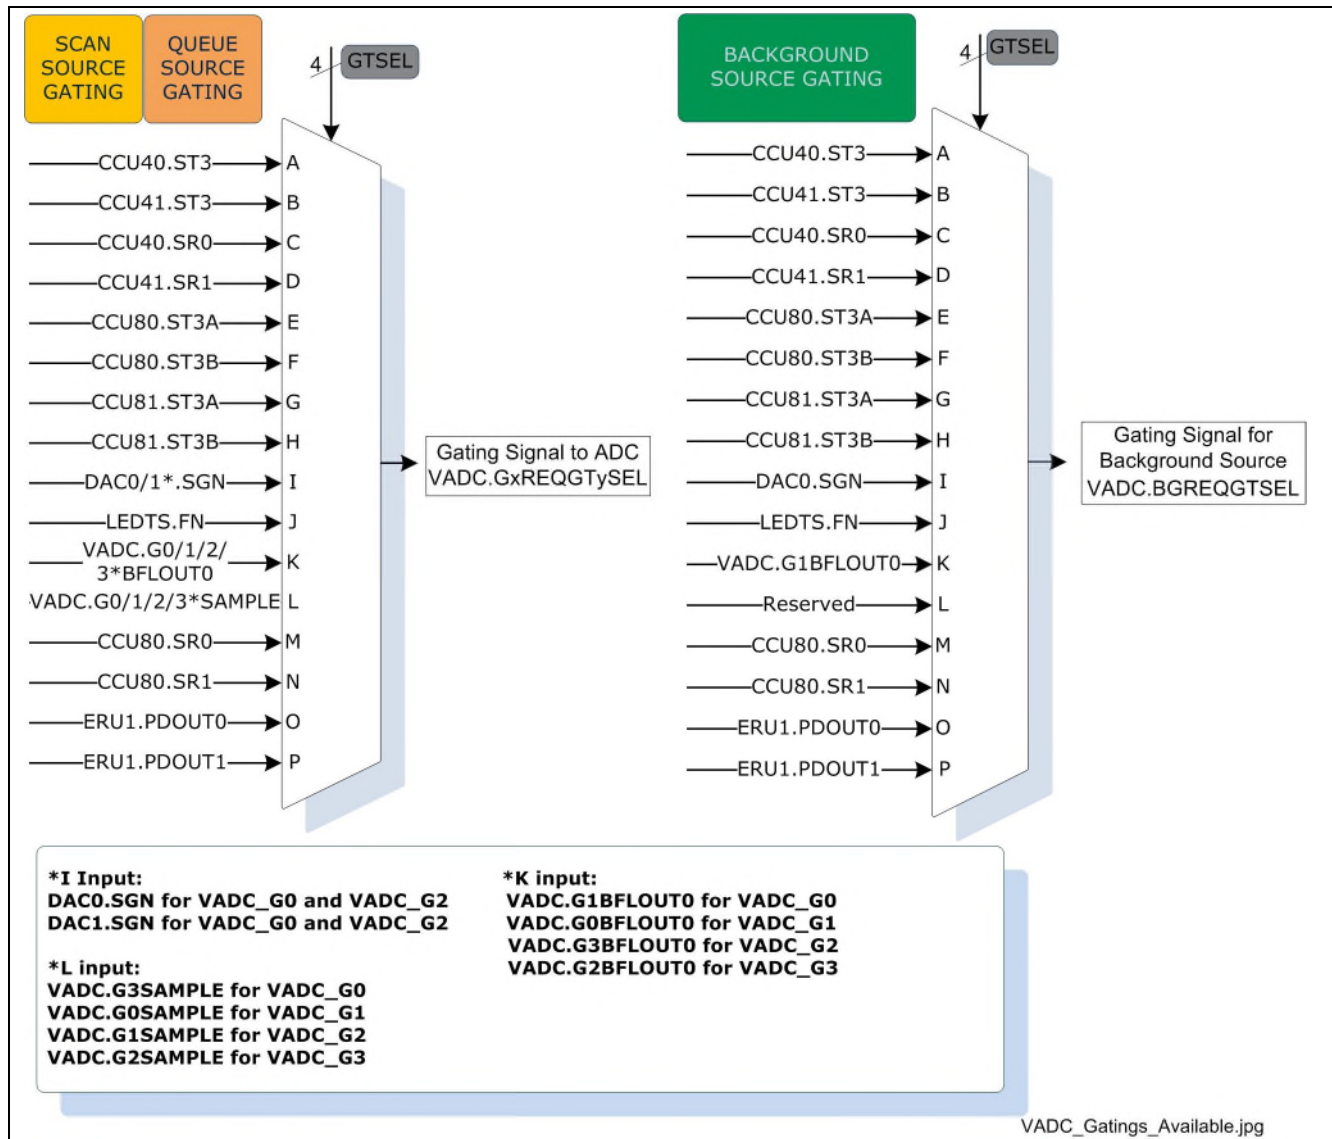 SCAN
SOURCE
GATING
QUEUE
SOURCE
GATING
4
GTSEL
CCU40.ST3
A
CCU41.ST3
B
CCU40.SR0
C
CCU41.SR1
D
CCU80.ST3A
E
CCU80.ST3B
F
CCU81.ST3A
G
CCU81.ST3B
H
DAC0/1*.SGN
I
LEDTS.FN
J
VADC.G0/1/2/
3*BFLOUT0
K
VADC.G0/1/2/3*SAMPLE
L
CCU80.SR0
M
CCU80.SR1
N
ERU1.PDOUT0
O
ERU1.PDOUT1
P
Gating Signal to ADC
VADC.GxREQGTySEL
BACKGROUND
SOURCE GATING
4
GTSEL
CCU40.ST3
A
CCU41.ST3
B
CCU40.SR0
C
CCU41.SR1
D
CCU80.ST3A
E
CCU80.ST3B
F
CCU81.ST3A
G
CCU81.ST3B
H
DAC0.SGN
I
LEDTS.FN
J
VADC.G1BFLOUT0
K
Reserved
L
CCU80.SR0
M
CCU80.SR1
N
ERU1.PDOUT0
O
ERU1.PDOUT1
P
Gating Signal for
Background Source
VADC.BGREQGTSEL
*I Input:
DAC0.SGN for VADC_G0 and VADC_G2
DAC1.SGN for VADC_G0 and VADC_G2
*L input:
VADC.G3SAMPLE for VADC_G0
VADC.G0SAMPLE for VADC_G1
VADC.G1SAMPLE for VADC_G2
VADC.G2SAMPLE for VADC_G3
*K input:
VADC.G1BFLOUT0 for VADC_G0
VADC.G0BFLOUT0 for VADC_G1
VADC.G3BFLOUT0 for VADC_G2
VADC.G2BFLOUT0 for VADC_G3
VADC_Gatings_Available.jpg